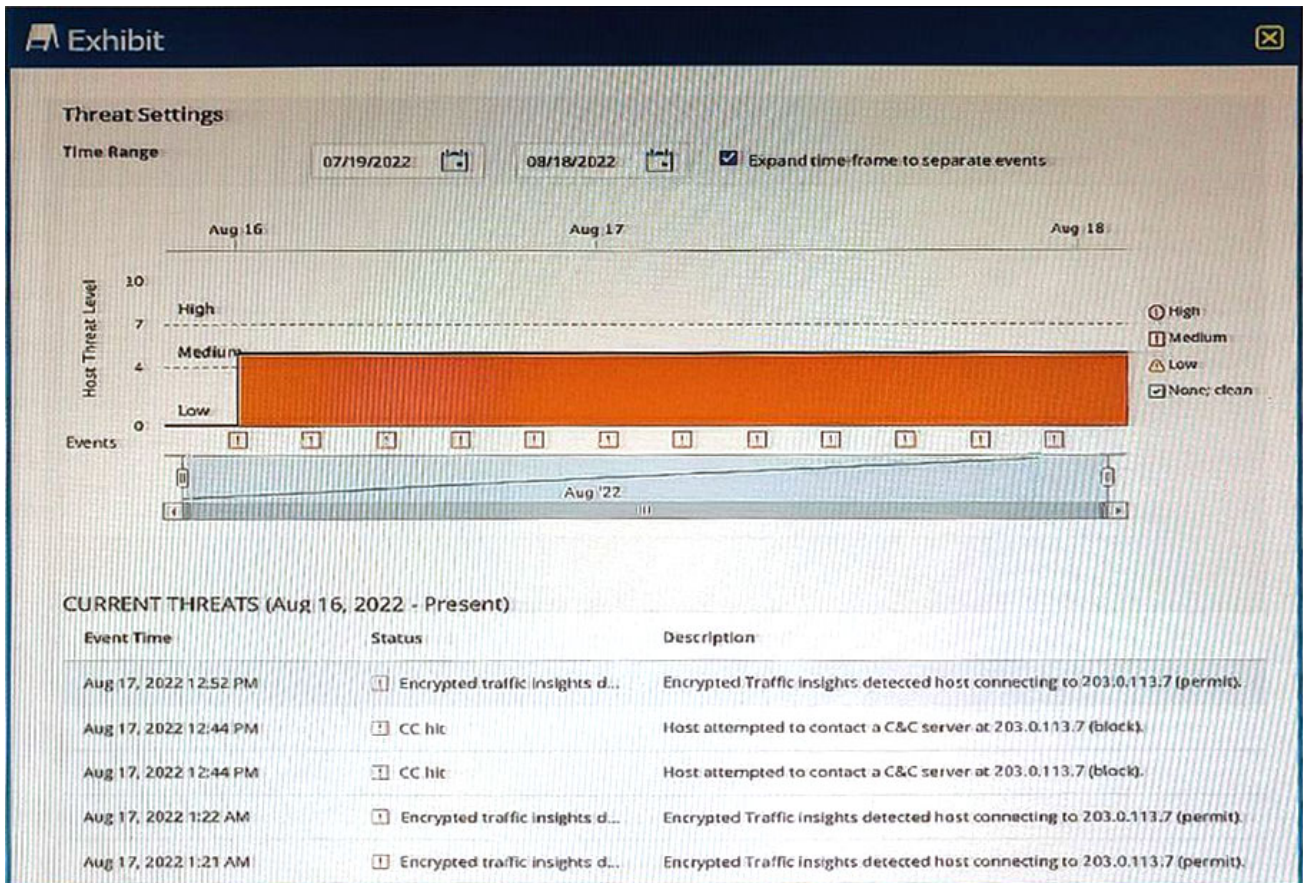 Exhibit
Threat Settings
Time Range 07/19/2022 08/18/2022 Expand time-frame to separate events
Aug 16 Aug 17 Aug 18
Host Threat Level
10
High
7
Medium
4
Low
0
High
Medium
Low
None; clean
Events
Aug '22
CURRENT THREATS (Aug 16, 2022 - Present)
Event Time Status Description
Aug 17, 2022 12:52 PM Encrypted traffic insights d... Encrypted Traffic insights detected host connecting to 203.0.113.7 (permit).
Aug 17, 2022 12:44 PM CC hit Host attempted to contact a C&C server at 203.0.113.7 (block).
Aug 17, 2022 12:44 PM CC hit Host attempted to contact a C&C server at 203.0.113.7 (block).
Aug 17, 2022 1:22 AM Encrypted traffic insights d... Encrypted Traffic insights detected host connecting to 203.0.113.7 (permit).
Aug 17, 2022 1:21 AM Encrypted traffic insights d... Encrypted Traffic insights detected host connecting to 203.0.113.7 (permit).